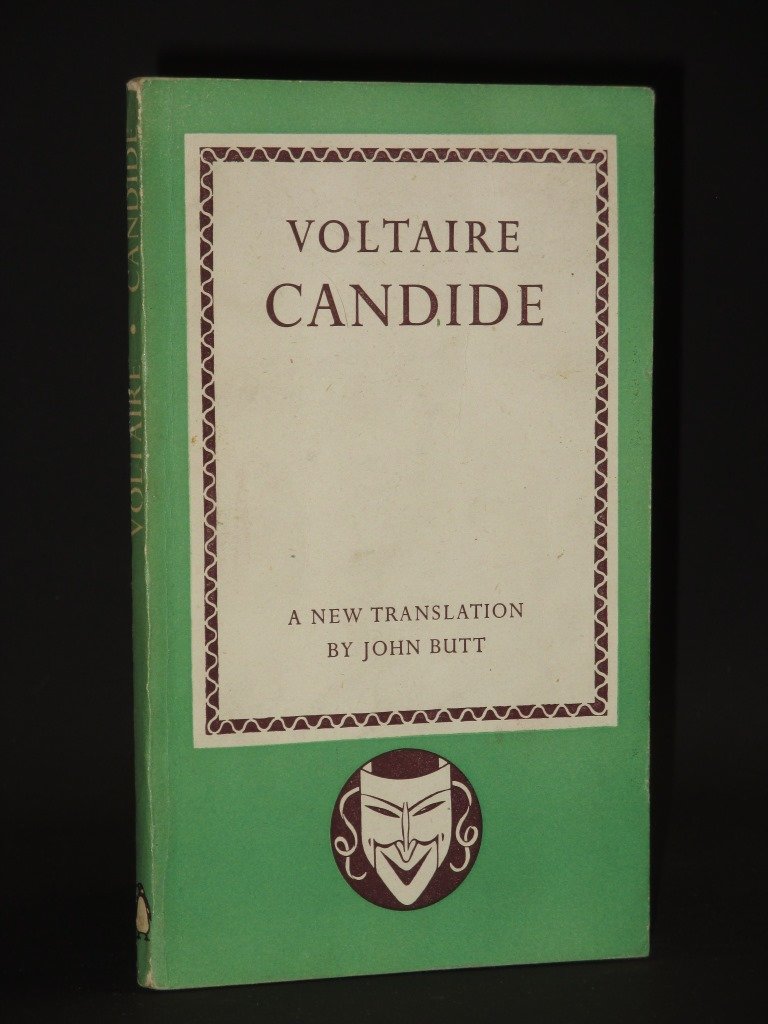 VOLTAIRE
CANDIDE
A NEW TRANSLATION
BY JOHN BUTT
VOLTAIRE • CANDIDE